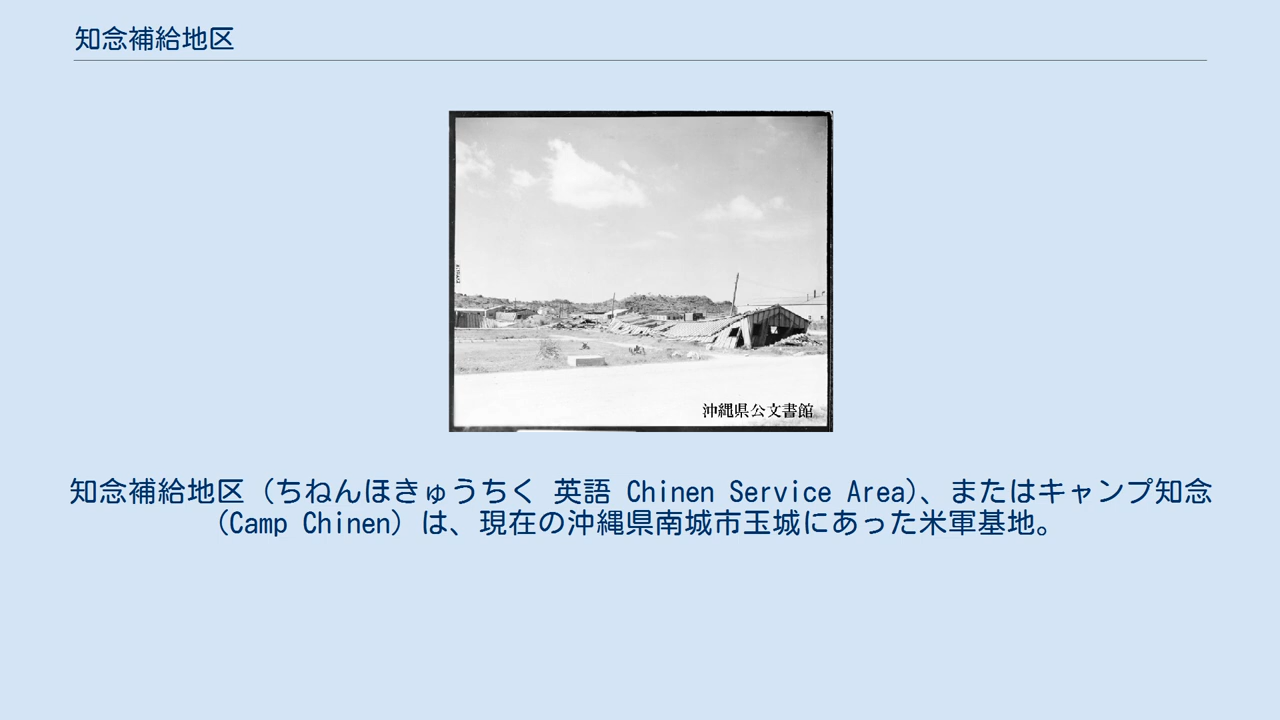 知念補給地区
沖縄県公文書館
知念補給地区（ちねんほきゅうちく 英語 Chinen Service Area)、またはキャンプ知念
（Camp Chinen）は、現在の沖縄県南城市玉城にあった米軍基地。